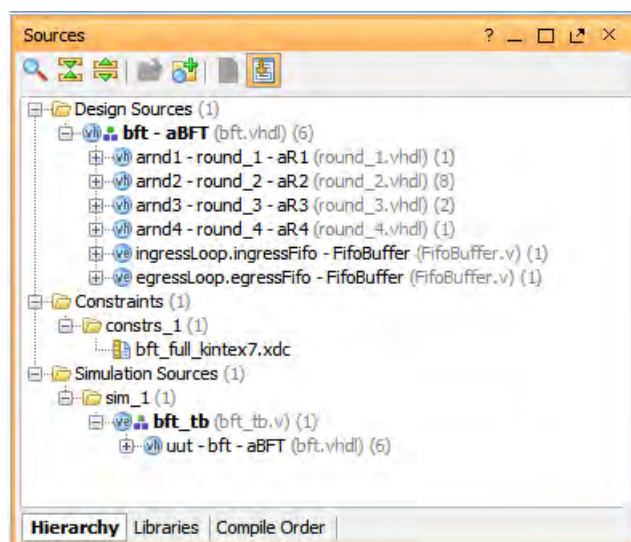 Sources
Design Sources (1)
bft - aBFT (bft.vhdl) (6)
arnd1 - round_1 - aR1 (round_1.vhdl) (1)
arnd2 - round_2 - aR2 (round_2.vhdl) (8)
arnd3 - round_3 - aR3 (round_3.vhdl) (2)
arnd4 - round_4 - aR4 (round_4.vhdl) (1)
ingressLoop.ingressFifo - FifoBuffer (FifoBuffer.v) (1)
egressLoop.egressFifo - FifoBuffer (FifoBuffer.v) (1)
Constraints (1)
constrs_1 (1)
bft_full_kintex7.xdc
Simulation Sources (1)
sim_1 (1)
bft_tb (bft_tb.v) (1)
uut - bft - aBFT (bft.vhdl) (6)
Hierarchy Libraries Compile Order